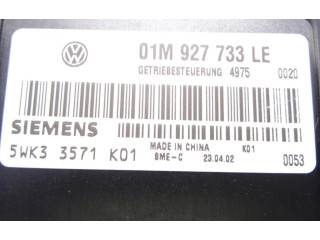 01M 927 733 LE
GETRIEBESTEUERUNG 4975 0020
SIEMENS
MADE IN CHINA K01
5WK3 3571 K01 SME-C 23.04.02 0053